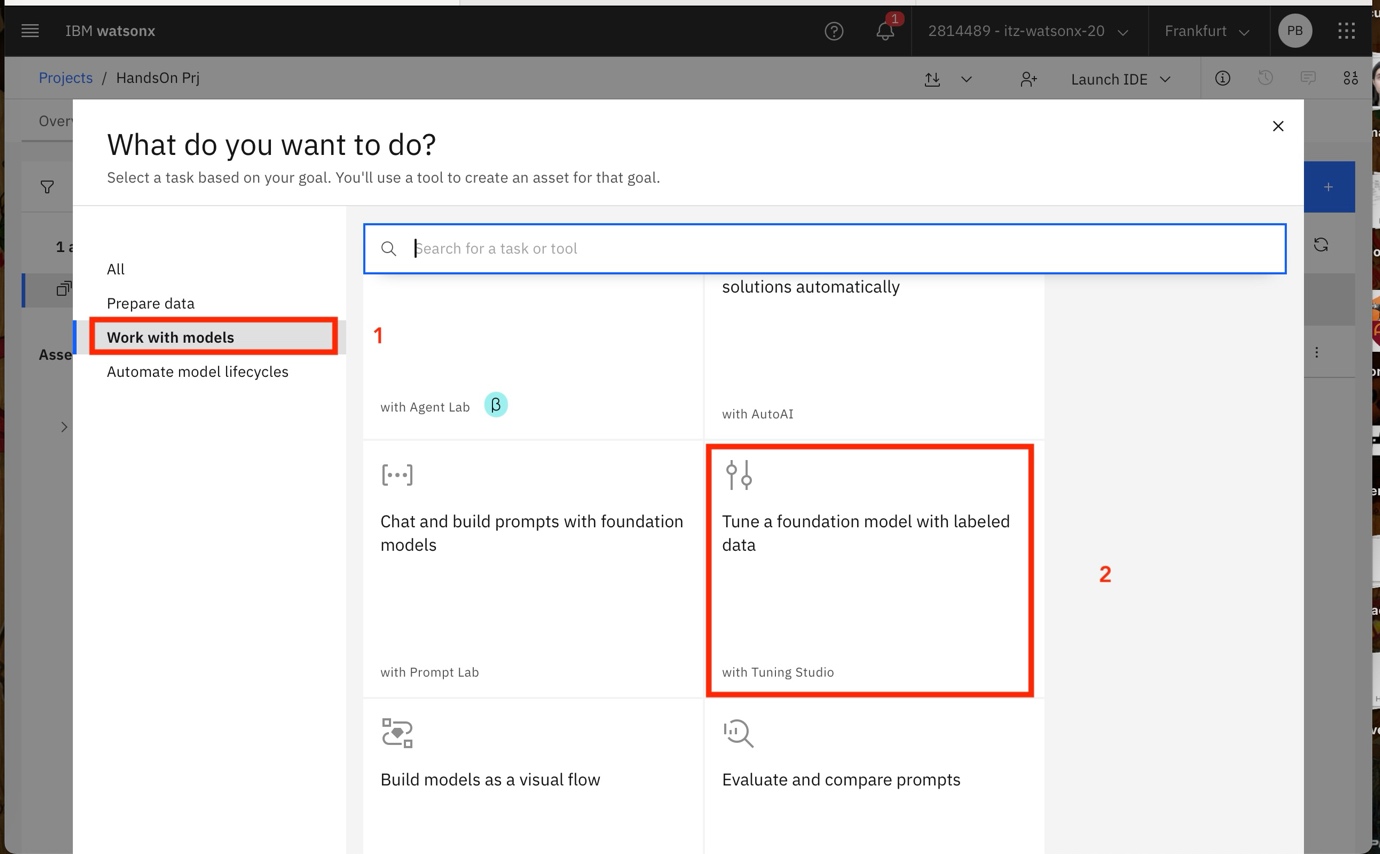 IBM watsonx
1
2814489 - itz-watsonx-20
Frankfurt
PB
Projects / HandsOn Prj
Launch IDE
What do you want to do?
Select a task based on your goal. You'll use a tool to create an asset for that goal.
Search for a task or tool
All
Prepare data
Work with models
Automate model lifecycles
1
solutions automatically
with Agent Lab β
with AutoAI
Chat and build prompts with foundation
models
with Prompt Lab
Tune a foundation model with labeled
data
with Tuning Studio
2
Build models as a visual flow
Evaluate and compare prompts